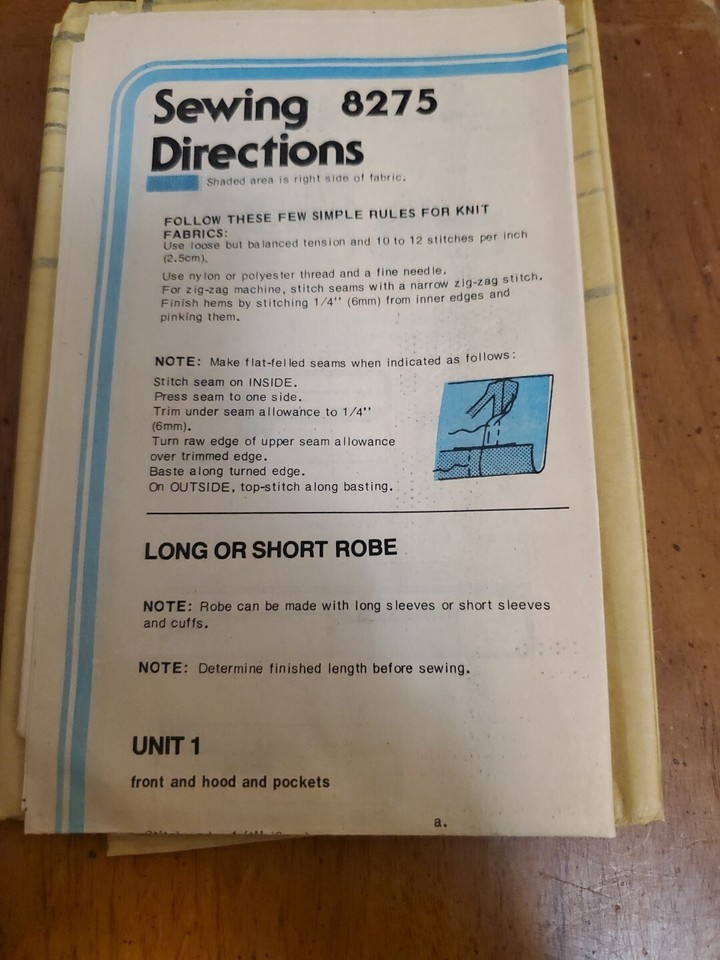 Sewing 8275
Directions
Shaded area is right side of fabric.
FOLLOW THESE FEW SIMPLE RULES FOR KNIT
FABRICS:
Use loose but balanced tension and 10 to 12 stitches per inch
(2.5cm).
Use nylon or polyester thread and a fine needle.
For zig-zag machine, stitch seams with a narrow zig-zag stitch.
Finish hems by stitching 1/4'' (6mm) from inner edges and
pinking them.
NOTE: Make flat-felled seams when indicated as follows:
Stitch seam on INSIDE.
Press seam to one side.
Trim under seam allowance to 1/4''
(6mm).
Turn raw edge of upper seam allowance
over trimmed edge.
Baste along turned edge.
On OUTSIDE, top-stitch along basting.
LONG OR SHORT ROBE
NOTE: Robe can be made with long sleeves or short sleeves
and cuffs.
NOTE: Determine finished length before sewing.
UNIT 1
front and hood and pockets
a.